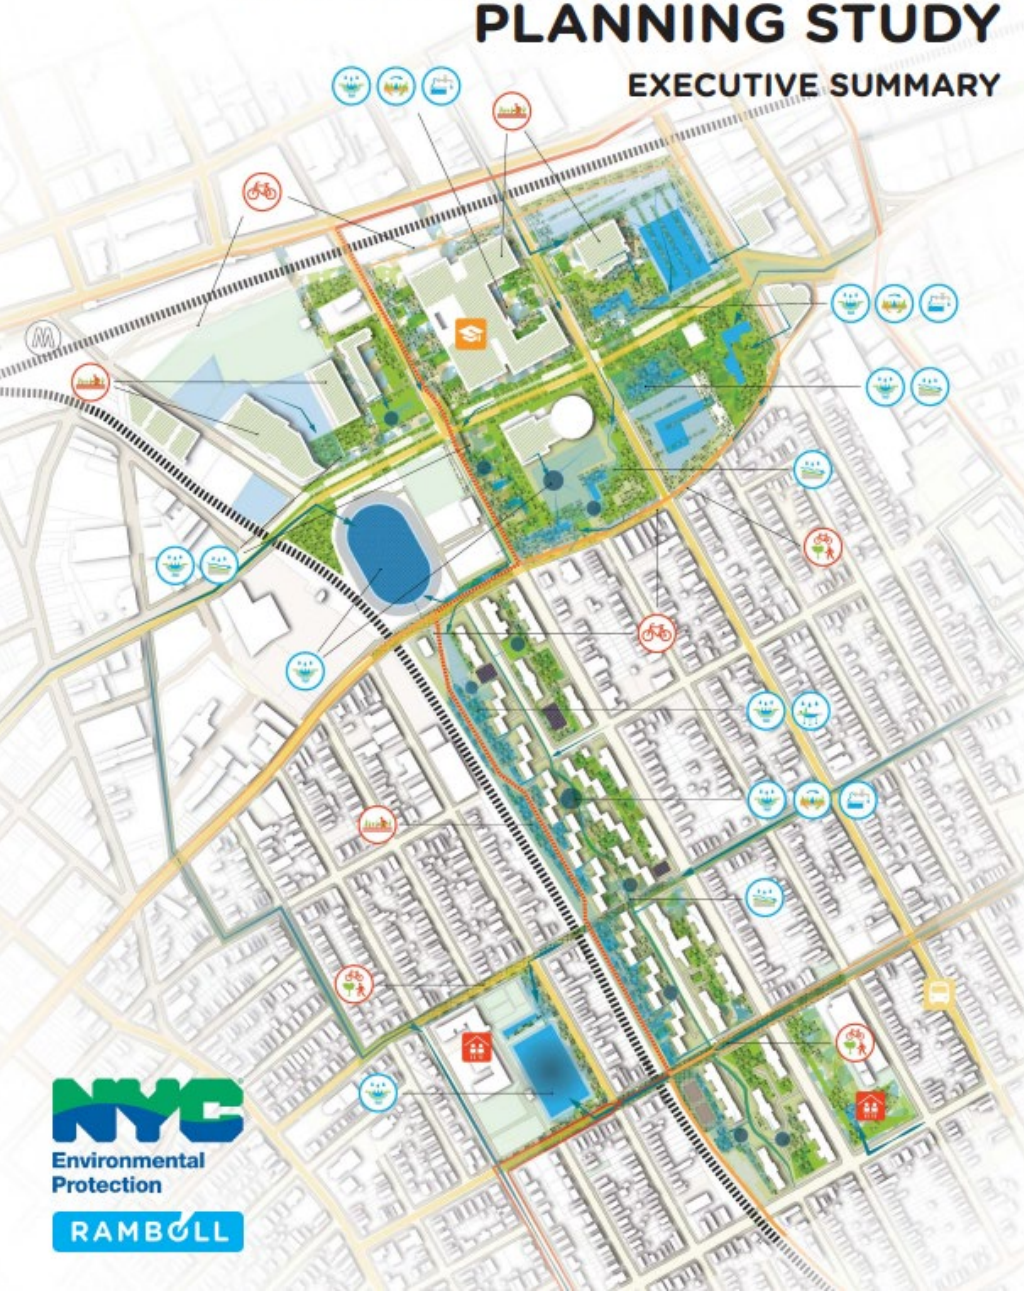 PLANNING STUDY
EXECUTIVE SUMMARY
M
NYC
Environmental
Protection
RAMBOLL